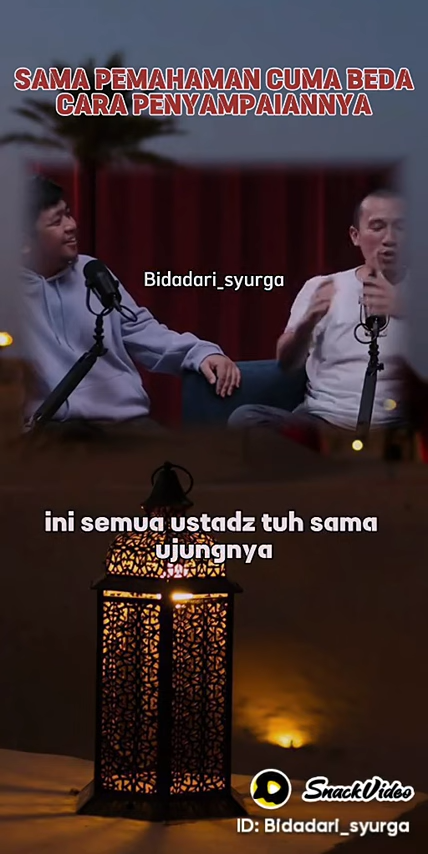 SAMA PEMAHAMAN CUMA BEDA
CARA PENYAMPAIANNYA
Bidadari_syurga
ini semua ustadz tuh sama
ujungnya
SnackVideo
ID: Bidadari_syurga